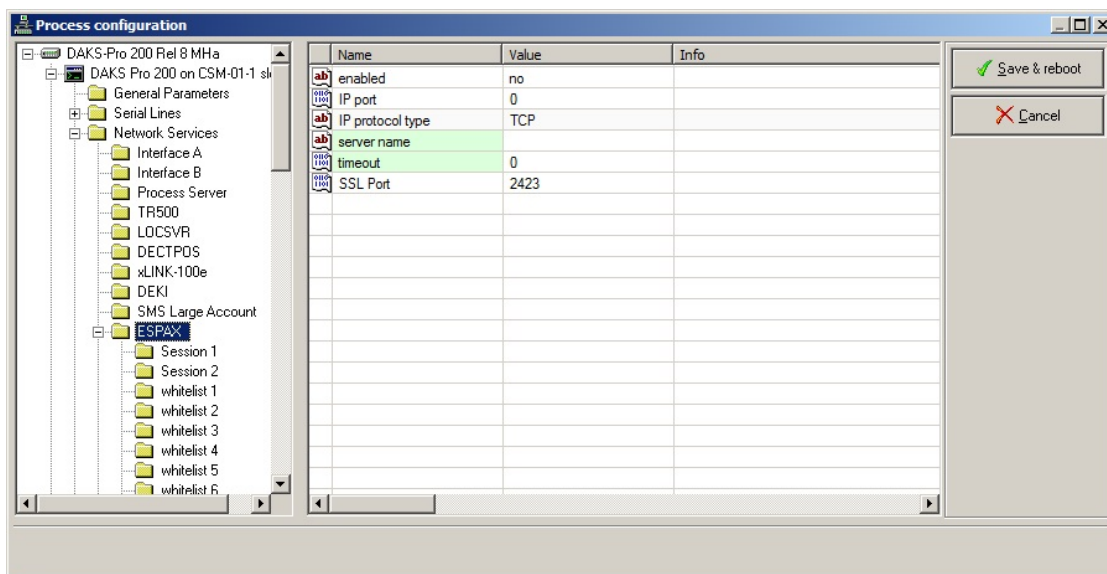 Process configuration
DAKS-Pro 200 Rel 8 MHa
DAKS Pro 200 on CSM-01-1
General Parameters
Serial Lines
Network Services
Interface A
Interface B
Process Server
TR500
LOCSVR
DECTPOS
xLINK-100e
DEKI
SMS Large Account
ESPAX
Session 1
Session 2
whitelist 1
whitelist 2
whitelist 3
whitelist 4
whitelist 5
whitelist 6
Name Value Info
enabled no
IP port 0
IP protocol type TCP
server name
timeout 0
SSL Port 2423
Save & reboot
Cancel